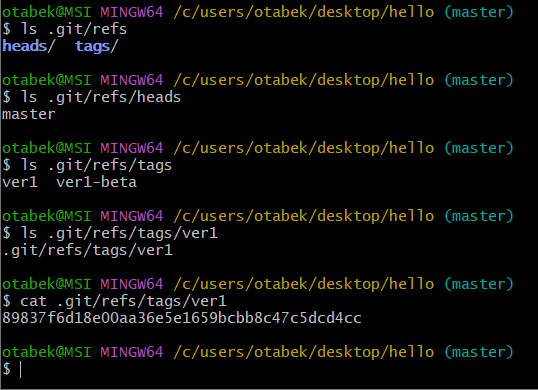 otabek@MSI MINGW64 /c/users/otabek/desktop/hello (master)
$ ls .git/refs
heads/  tags/
otabek@MSI MINGW64 /c/users/otabek/desktop/hello (master)
$ ls .git/refs/heads
master
otabek@MSI MINGW64 /c/users/otabek/desktop/hello (master)
$ ls .git/refs/tags
ver1  ver1-beta
otabek@MSI MINGW64 /c/users/otabek/desktop/hello (master)
$ ls .git/refs/tags/ver1
.git/refs/tags/ver1
otabek@MSI MINGW64 /c/users/otabek/desktop/hello (master)
$ cat .git/refs/tags/ver1
89837f6d18e00aa36e5e1659bcbb8c47c5dcd4cc
otabek@MSI MINGW64 /c/users/otabek/desktop/hello (master)
$